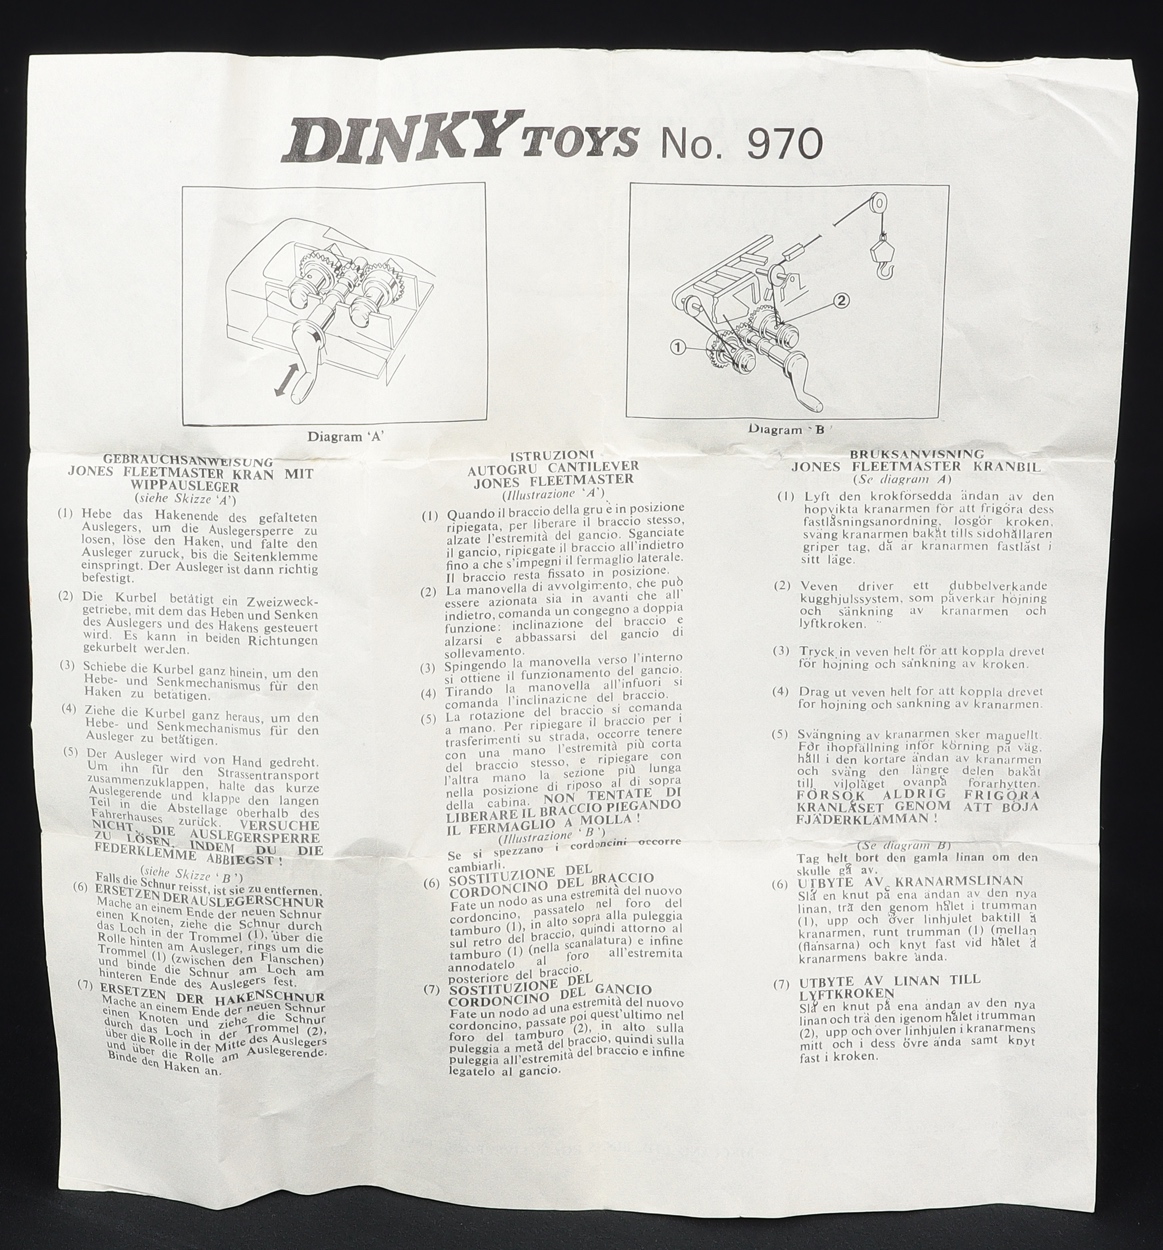 DINKY TOYS No. 970
1
2
Diagram 'A'
Diagram 'B'
GEBRAUCHSANWEISUNG
JONES FLEETMASTER KRAN MIT
WIPPAUSLEGER
(siehe Skizze 'A')
(1) Hebe das Hakenende des gefalteten
Auslegers, um die Auslegersperre zu
losen, löse den Haken, und falte den
Ausleger zuruck, bis die Seitenklemme
einspringt. Der Ausleger ist dann richtig
befestigt.
(2) Die Kurbel betätigt ein Zweizweck-
getriebe, mit dem das Heben und Senken
des Auslegers und des Hakens gesteuert
wird. Es kann in beiden Richtungen
gekurbelt werden.
(3) Schiebe die Kurbel ganz hinein, um den
Hebe- und Senkmechanismus für den
Haken zu betätigen.
(4) Ziehe die Kurbel ganz heraus, um den
Hebe- und Senkmechanismus für den
Ausleger zu betätigen.
(5) Der Ausleger wird von Hand gedreht.
Um ihn für den Strassentransport
zusammenzuklappen, halte das kurze
Auslegerende und klappe den langen
Teil in die Abstellage oberhalb des
Fahrerhauses zurück. VERSUCHE
NICHT, DIE AUSLEGERSPERRE
ZU LÖSEN, INDEM DU DIE
FEDERKLEMME ABBIEGST !
(siehe Skizze 'B')
Falls die Schnur reisst, ist sie zu entfernen.
(6) ERSETZEN DER AUSLEGERSCHNUR
Mache an einem Ende der neuen Schnur
einen Knoten, ziehe die Schnur durch
das Loch in der Trommel (1), über die
Rolle hinten am Ausleger, rings um die
Trommel (1) (zwischen den Flanschen)
und binde die Schnur am Loch am
hinteren Ende des Auslegers fest.
(7) ERSETZEN DER HAKENSCHNUR
Mache an einem Ende der neuen Schnur
einen Knoten und ziehe die Schnur
durch das Loch in der Trommel (2),
über die Rolle in der Mitte des Auslegers
und über die Rolle am Auslegerende.
Binde den Haken an.
ISTRUZIONI
AUTOGRU CANTILEVER
JONES FLEETMASTER
(Illustrazione 'A')
(1) Quando il braccio della gru è in posizione
ripiegata, per liberare il braccio stesso,
alzate l'estremità del gancio. Sganciate
il gancio, ripiegate il braccio all'indietro
fino a che s'impegni il fermaglio laterale.
Il braccio resta fissato in posizione.
(2) La manovella di avvolgimento, che può
essere azionata sia in avanti che all'
indietro, comanda un congegno a doppia
funzione: inclinazione del braccio e
alzarsi e abbassarsi del gancio di
sollevamento.
(3) Spingendo la manovella verso l'interno
si ottiene il funzionamento del gancio.
(4) Tirando la manovella all'infuori si
comanda l'inclinazione del braccio.
(5) La rotazione del braccio si comanda
a mano. Per ripiegare il braccio per i
trasferimenti su strada, occorre tenere
con una mano l'estremità più corta
del braccio stesso, e ripiegare con
l'altra mano la sezione più lunga
nella posizione di riposo al di sopra
della cabina. NON TENTATE DI
LIBERARE IL BRACCIO PIEGANDO
IL FERMAGLIO A MOLLA !
(Illustrazione 'B')
Se si spezzano i cordoncini occorre
cambiarli.
(6) SOSTITUZIONE DEL
CORDONCINO DEL BRACCIO
Fate un nodo as una estremità del nuovo
cordoncino, passatelo nel foro del
tamburo (1), in alto sopra alla puleggia
sul retro del braccio, quindi attorno al
tamburo (1) (nella scanalatura) e infine
annodatelo al foro all'estremita
posteriore del braccio.
(7) SOSTITUZIONE DEL
CORDONCINO DEL GANCIO
Fate un nodo ad una estremità del nuovo
cordoncino, passate poi quest'ultimo nel
foro del tamburo (2), in alto sulla
puleggia a metà del braccio, quindi sulla
puleggia all'estremità del braccio e infine
legatelo al gancio.
BRUKSANVISNING
JONES FLEETMASTER KRANBIL
(Se diagram A)
(1) Lyft den krokförsedda ändan av den
hopvikta kranarmen för att frigöra dess
fastlåsningsanordning, losgör kroken,
sväng kranarmen bakåt tills sidohållaren
griper tag, då är kranarmen fastläst i
sitt läge.
(2) Veven driver ett dubbelverkande
kugghjulssystem, som påverkar höjning
och sänkning av kranarmen och
lyftkroken.
(3) Tryck in veven helt för att koppla drevet
för höjning och sänkning av kroken.
(4) Drag ut veven helt för att koppla drevet
for höjning och sankning av kranarmen.
(5) Svängning av kranarmen sker maguellt.
För ihopfällning inför körning på väg,
håll i den kortare ändan av kranarmen
och sväng den längre delen bakåt
till viloläget ovanpå förarhytten.
FÖRSÖK ALDRIG FRIGÖRA
KRANLÅSET GENOM ATT BÖJA
FJÄDERKLÄMMAN !
(Se diagram B)
Tag helt bort den gamla linan om den
skulle gå av.
(6) UTBYTE AV KRANARMSLINAN
Slå en knut på ena ändan av den nya
linan, trä den genom hålet i trumman
(1), upp och över linhjulet baktill å
kranarmen, runt trumman (1) (mellan
(flänsarna) och knyt fast vid hålet å
kranarmens bakre ända.
(7) UTBYTE AV LINAN TILL
LYFTKROKEN
Slå en knut på ena ändan av den nya
linan och trä den igenom hålet i trumman
(2), upp och över linhjulen i kranarmens
mitt och i dess övre ända samt knyt
fast i kroken.